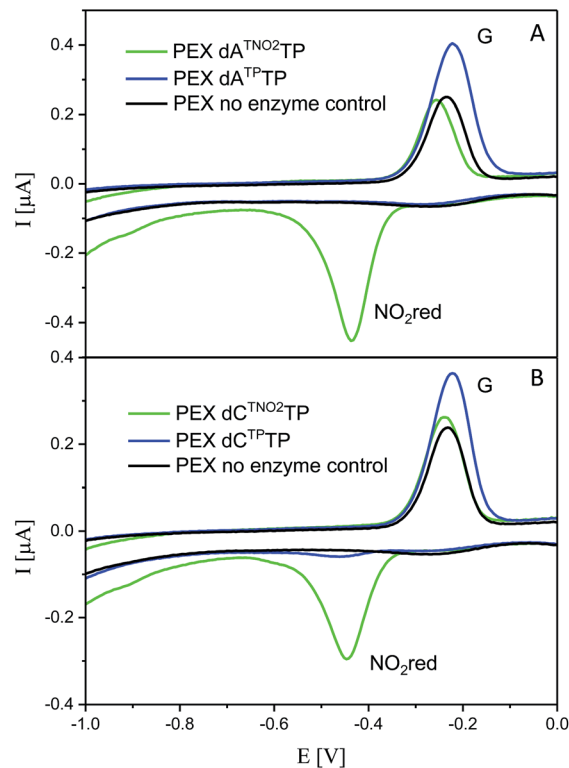 0.4
PEX dA^TNO2TP
G
A
PEX dA^TPTP
PEX no enzyme control
0.2
0.0
I [µA]
-0.2
NO₂red
0.4
G
B
PEX dC^TNO2TP
PEX dC^TPTP
0.2
PEX no enzyme control
0.0
I [µA]
-0.2
NO₂red
-0.4
-1.0 -0.8 -0.6 -0.4 -0.2 0.0
E [V]